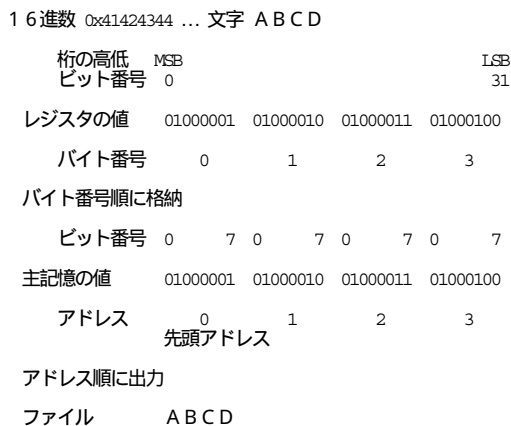 １６進数 0x41424344 … 文字 ＡＢＣＤ
桁の高低 MSB LSB
ビット番号 0 31
レジスタの値 01000001 01000010 01000011 01000100
バイト番号 0 1 2 3
バイト番号順に格納
ビット番号 0 7 0 7 0 7 0 7
主記憶の値 01000001 01000010 01000011 01000100
アドレス 0 1 2 3
先頭アドレス
アドレス順に出力
ファイル ＡＢＣＤ